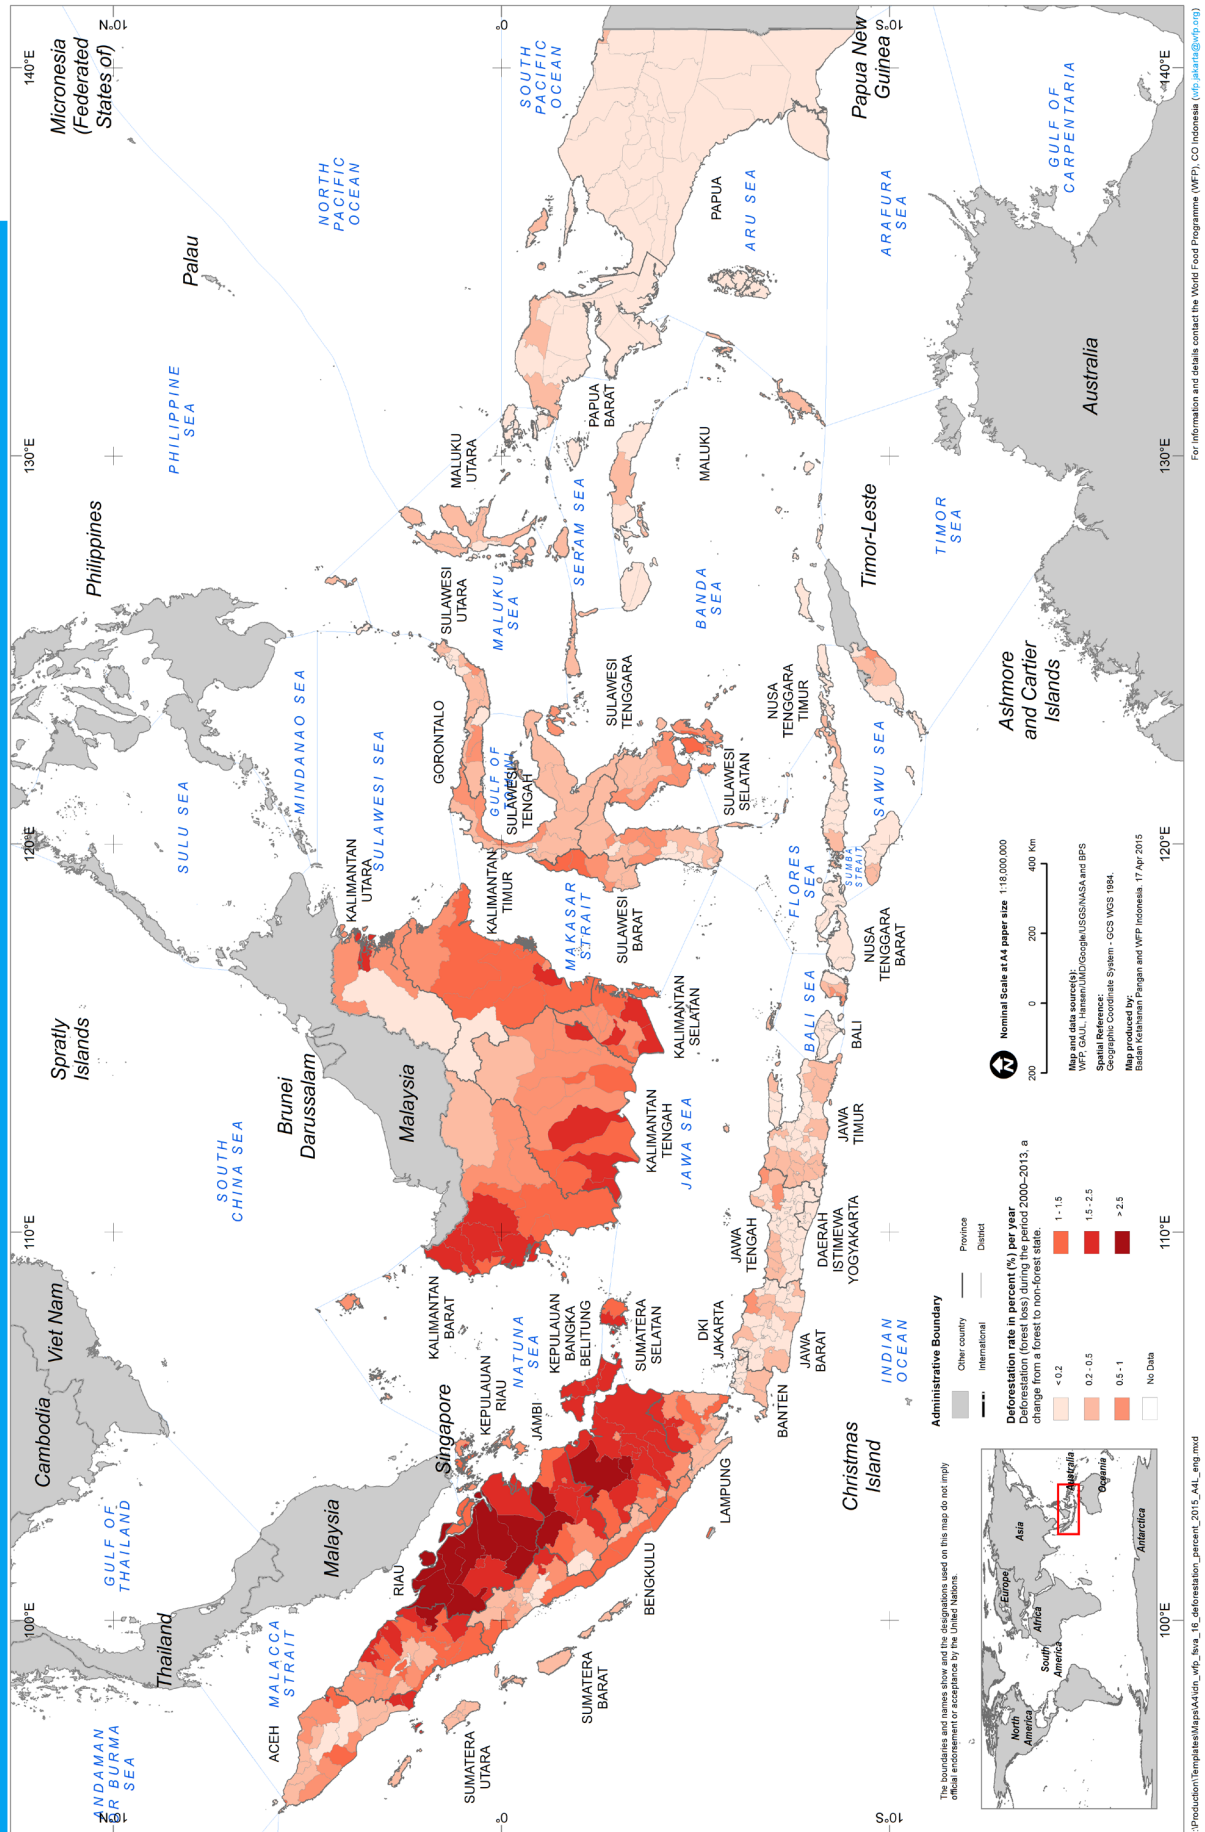 10°N
0°
10°S
140°E
130°E
120°E
110°E
100°E
ANDAMAN
OR BURMA
SEA
Thailand
GULF OF
THAILAND
Cambodia
Viet Nam
SOUTH
CHINA SEA
Spratly
Islands
SULU SEA
Philippines
PHILIPPINE
SEA
Palau
Micronesia
(Federated
States of)
NORTH
PACIFIC
OCEAN
SOUTH
PACIFIC
OCEAN
MALACCA
STRAIT
Malaysia
Singapore
Brunei
Darussalam
Malaysia
MINDANAO SEA
SULAWESI SEA
ACEH
SUMATERA
UTARA
RIAU
KEPULAUAN
RIAU
JAMBI
NATUNA
SEA
KEPULAUAN
BANGKA
BELITUNG
SUMATERA
SELATAN
SUMATERA
BARAT
BENGKULU
LAMPUNG
KALIMANTAN
BARAT
KALIMANTAN
TENGAH
KALIMANTAN
SELATAN
KALIMANTAN
TIMUR
KALIMANTAN
UTARA
JAWA SEA
MAKASAR
STRAIT
SULAWESI
BARAT
SULAWESI
TENGAH
GULF OF
GORONTALO
SULAWESI
UTARA
SULAWESI
TENGGARA
SULAWESI
SELATAN
MALUKU
SEA
MALUKU
UTARA
SERAM SEA
BANDA
SEA
MALUKU
PAPUA
BARAT
PAPUA
ARU SEA
ARAFURA
SEA
Papua New
Guinea
GULF OF
CARPENTARIA
BANTEN
DKI
JAKARTA
JAWA
BARAT
JAWA
TENGAH
DAERAH
ISTIMEWA
YOGYAKARTA
JAWA
TIMUR
BALI
BALI SEA
NUSA
TENGGARA
BARAT
FLORES
SEA
SUMBA
STRAIT
NUSA
TENGGARA
TIMUR
SAWU SEA
Timor-Leste
TIMOR
SEA
Australia
Ashmore
and Cartier
Islands
INDIAN
OCEAN
Christmas
Island
The boundaries and names show and the designations used on this map do not imply
official endorsement or acceptance by the United Nations.
North
America
South
America
Europe
Africa
Asia
Australia
Oceania
Antarctica
Administrative Boundary
Other country
Province
International
District
Deforestation rate in percent (%) per year
Deforestation (forest loss) during the period 2000–2013, a
change from a forest to non-forest state.
< 0.2
0.2 - 0.5
0.5 - 1
No Data
1 - 1.5
1.5 - 2.5
> 2.5
Nominal Scale at A4 paper size 1:18,000,000
200 0 200 400 Km
Map and data source(s):
WFP, GAUL, Hansen/UMD/Google/USGS/NASA and BPS
Spatial Reference:
Geographic Coordinate System - GCS WGS 1984.
Map produced by:
Badan Ketahanan Pangan and WFP Indonesia. 17 Apr 2015
:\Production\Templates\Maps\A4\idn_wfp_fsva_16_deforestation_percent_2015_A4L_eng.mxd
For Information and details contact the World Food Programme (WFP), CO Indonesia (wfp.jakarta@wfp.org)